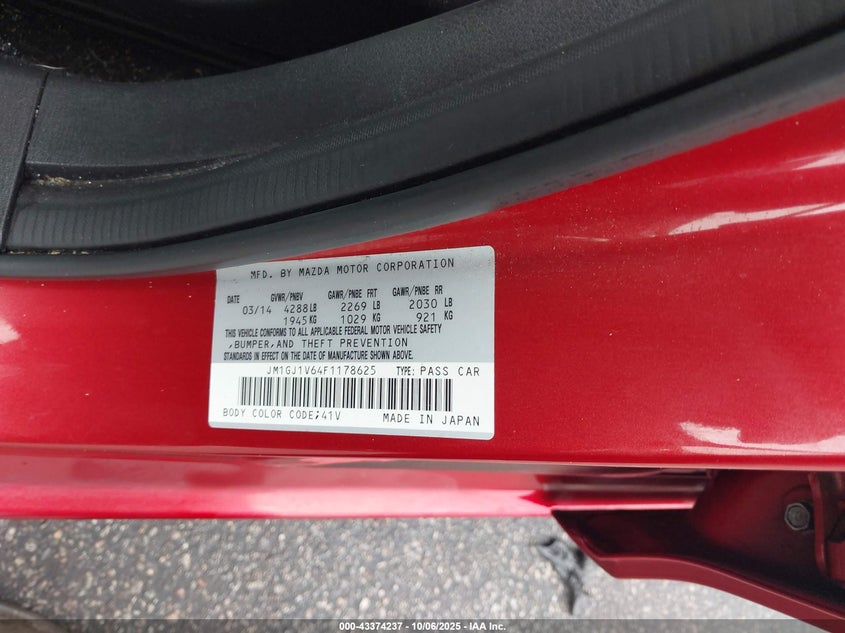 MFD. BY MAZDA MOTOR CORPORATION
DATE GVWR/PNBV GAWR/PNBE FRT GAWR/PNBE RR
03/14 4288 LB 2269 LB 2030 LB
1945 KG 1029 KG 921 KG
THIS VEHICLE CONFORMS TO ALL APPLICABLE FEDERAL MOTOR VEHICLE SAFETY
,BUMPER,AND THEFT PREVENTION
STANDARDS IN EFFECT ON THE DATE OF MANUFACTURE SHOWN ABOVE.
JM1GJ1V64F1178625 TYPE: PASS CAR
BODY COLOR CODE;41V MADE IN JAPAN
000-43374237 - 10/06/2025 - IAA Inc.